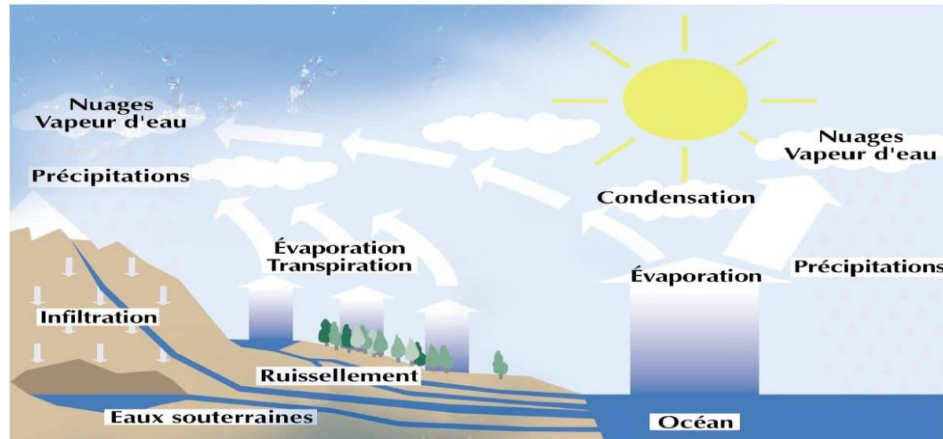 Nuages
Vapeur d'eau
Précipitations
Nuages
Vapeur d'eau
Condensation
Évaporation
Transpiration
Évaporation
Précipitations
Infiltration
Ruissellement
Eaux souterraines
Océan